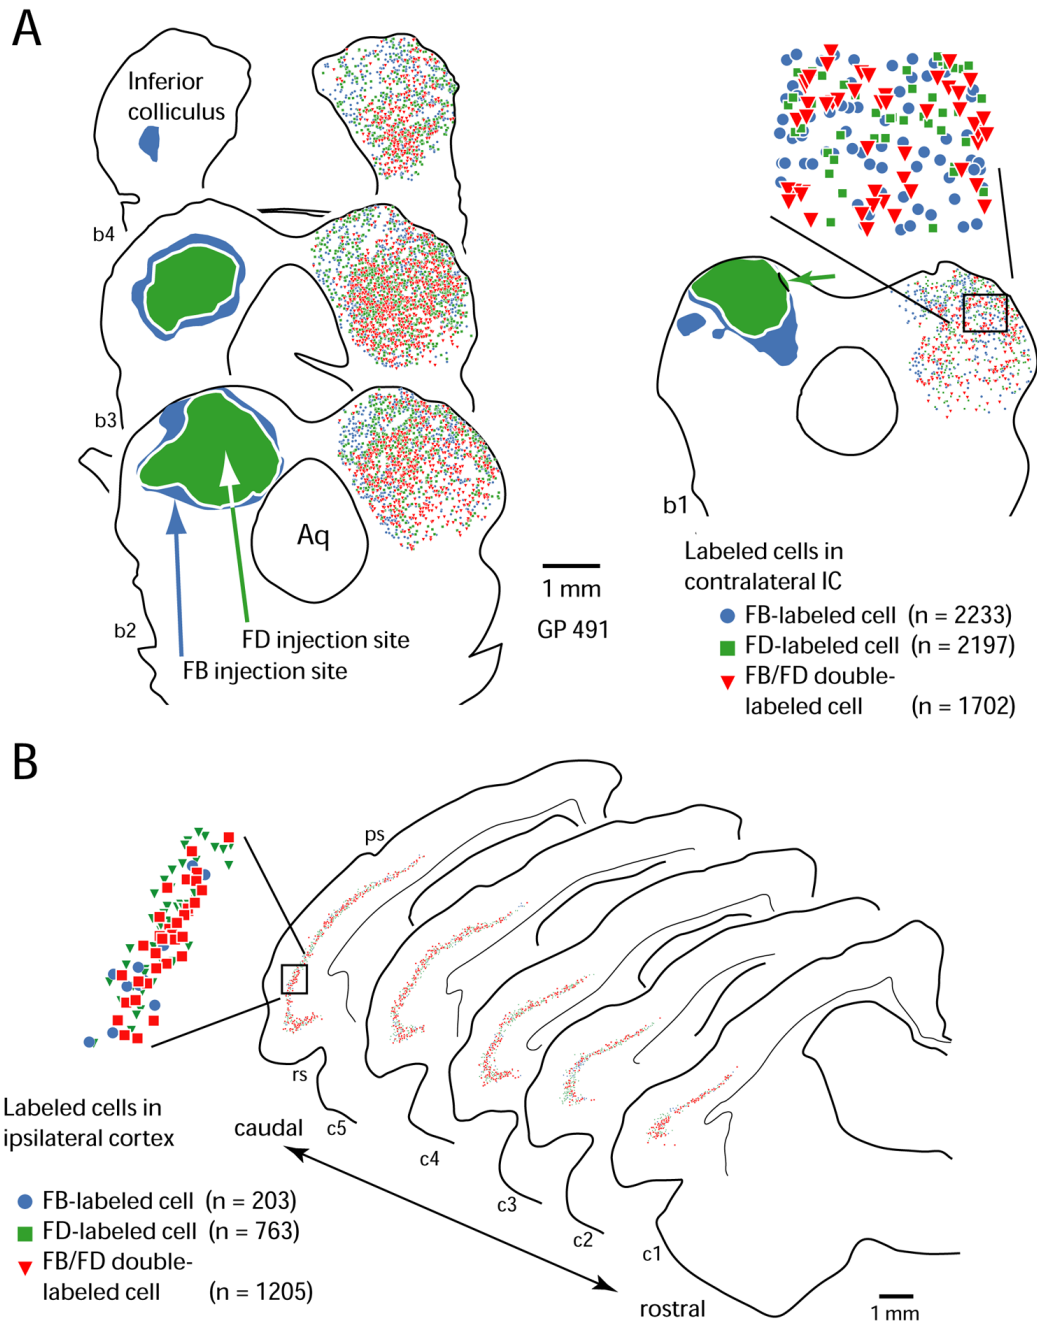 A
Inferior
colliculus
b4
b3
b2
Aq
FD injection site
FB injection site
1 mm
GP 491
b1
Labeled cells in
contralateral IC
FB-labeled cell (n = 2233)
FD-labeled cell (n = 2197)
FB/FD double-
labeled cell (n = 1702)
B
ps
rs
c5
c4
c3
c2
c1
caudal
rostral
Labeled cells in
ipsilateral cortex
FB-labeled cell (n = 203)
FD-labeled cell (n = 763)
FB/FD double-
labeled cell (n = 1205)
1 mm